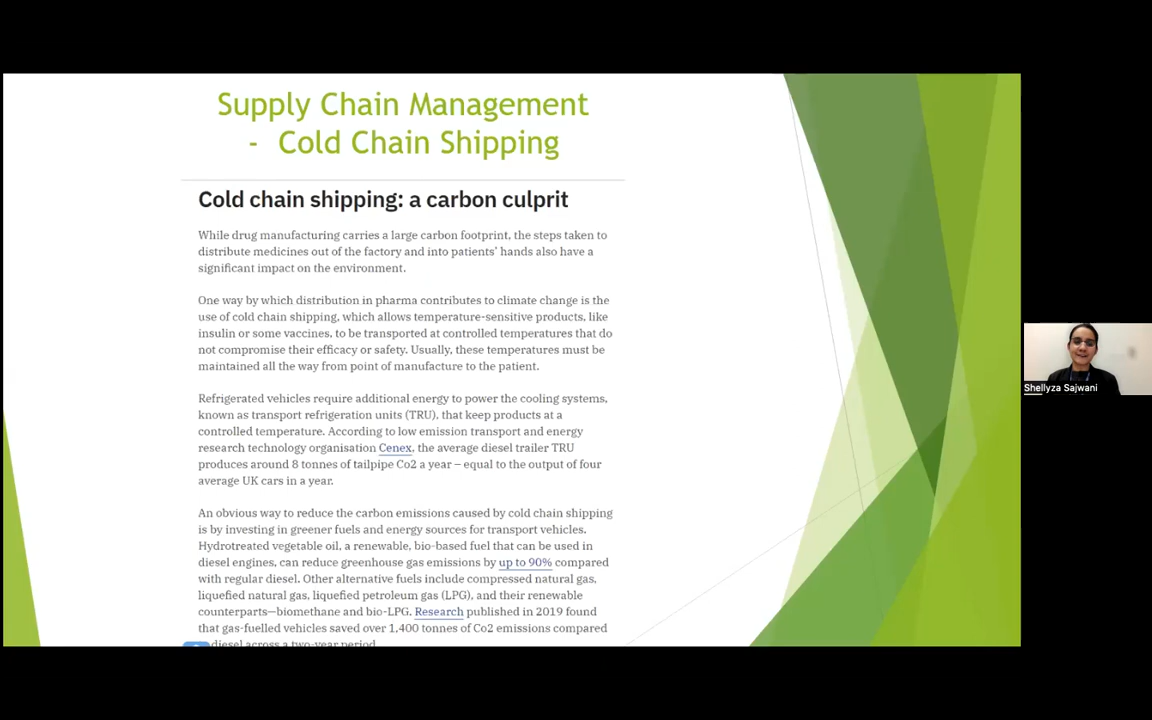 Supply Chain Management
- Cold Chain Shipping
Cold chain shipping: a carbon culprit
While drug manufacturing carries a large carbon footprint, the steps taken to
distribute medicines out of the factory and into patients’ hands also have a
significant impact on the environment.
One way by which distribution in pharma contributes to climate change is the
use of cold chain shipping, which allows temperature-sensitive products, like
insulin or some vaccines, to be transported at controlled temperatures that do
not compromise their efficacy or safety. Usually, these temperatures must be
maintained all the way from point of manufacture to the patient.
Refrigerated vehicles require additional energy to power the cooling systems,
known as transport refrigeration units (TRU), that keep products at a
controlled temperature. According to low emission transport and energy
research technology organisation Cenex, the average diesel trailer TRU
produces around 8 tonnes of tailpipe Co2 a year – equal to the output of four
average UK cars in a year.
An obvious way to reduce the carbon emissions caused by cold chain shipping
is by investing in greener fuels and energy sources for transport vehicles.
Hydrotreated vegetable oil, a renewable, bio-based fuel that can be used in
diesel engines, can reduce greenhouse gas emissions by up to 90% compared
with regular diesel. Other alternative fuels include compressed natural gas,
liquefied natural gas, liquefied petroleum gas (LPG), and their renewable
counterparts—biomethane and bio-LPG. Research published in 2019 found
that gas-fuelled vehicles saved over 1,400 tonnes of Co2 emissions compared
diesel across a two-year period.
Shellyza Sajwani